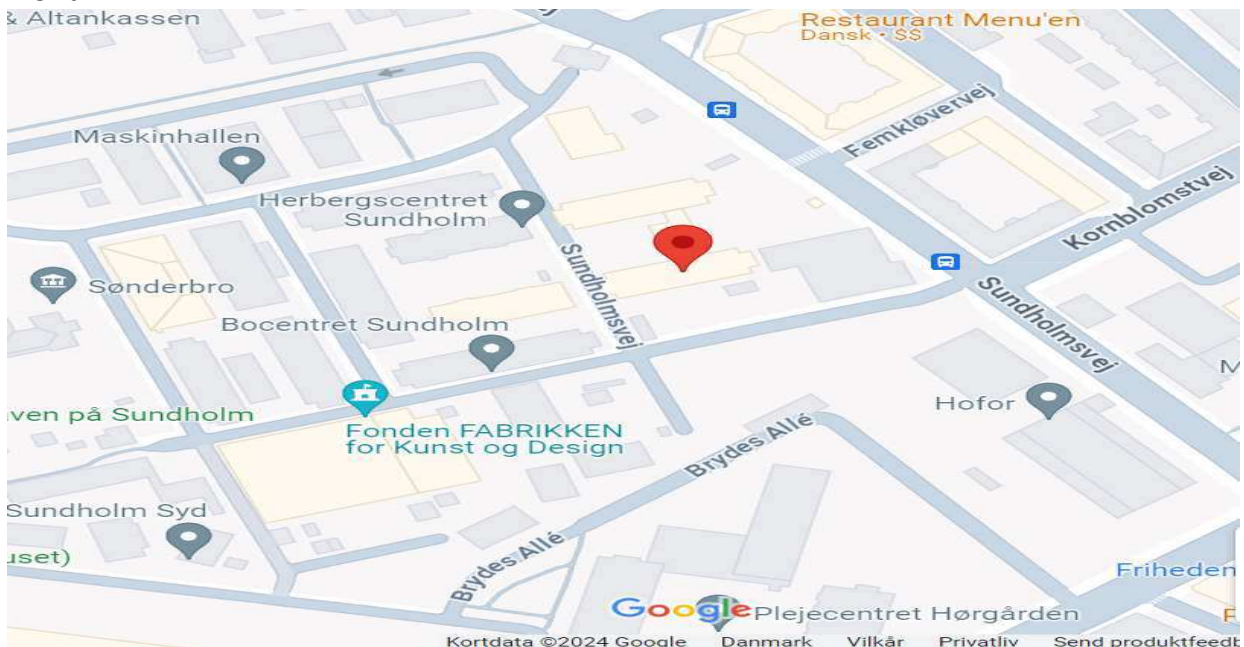 & Altankassen
Restaurant Menu'en
Dansk · $$
Femkløvervej
Maskinhallen
Kornblomstvej
Herbergscentret
Sundholm
Sundholmsvej
Sønderbro
Sundholmsvej
Bocentret Sundholm
M
Hofor
ven på Sundholm
Fonden FABRIKKEN
for Kunst og Design
Brydes Allé
Sundholm Syd
uset)
Brydes Allé
Friheden
Google
Plejecentret Hørgården
F
Kortdata ©2024 Google Danmark Vilkår Privatliv Send produktfeedb